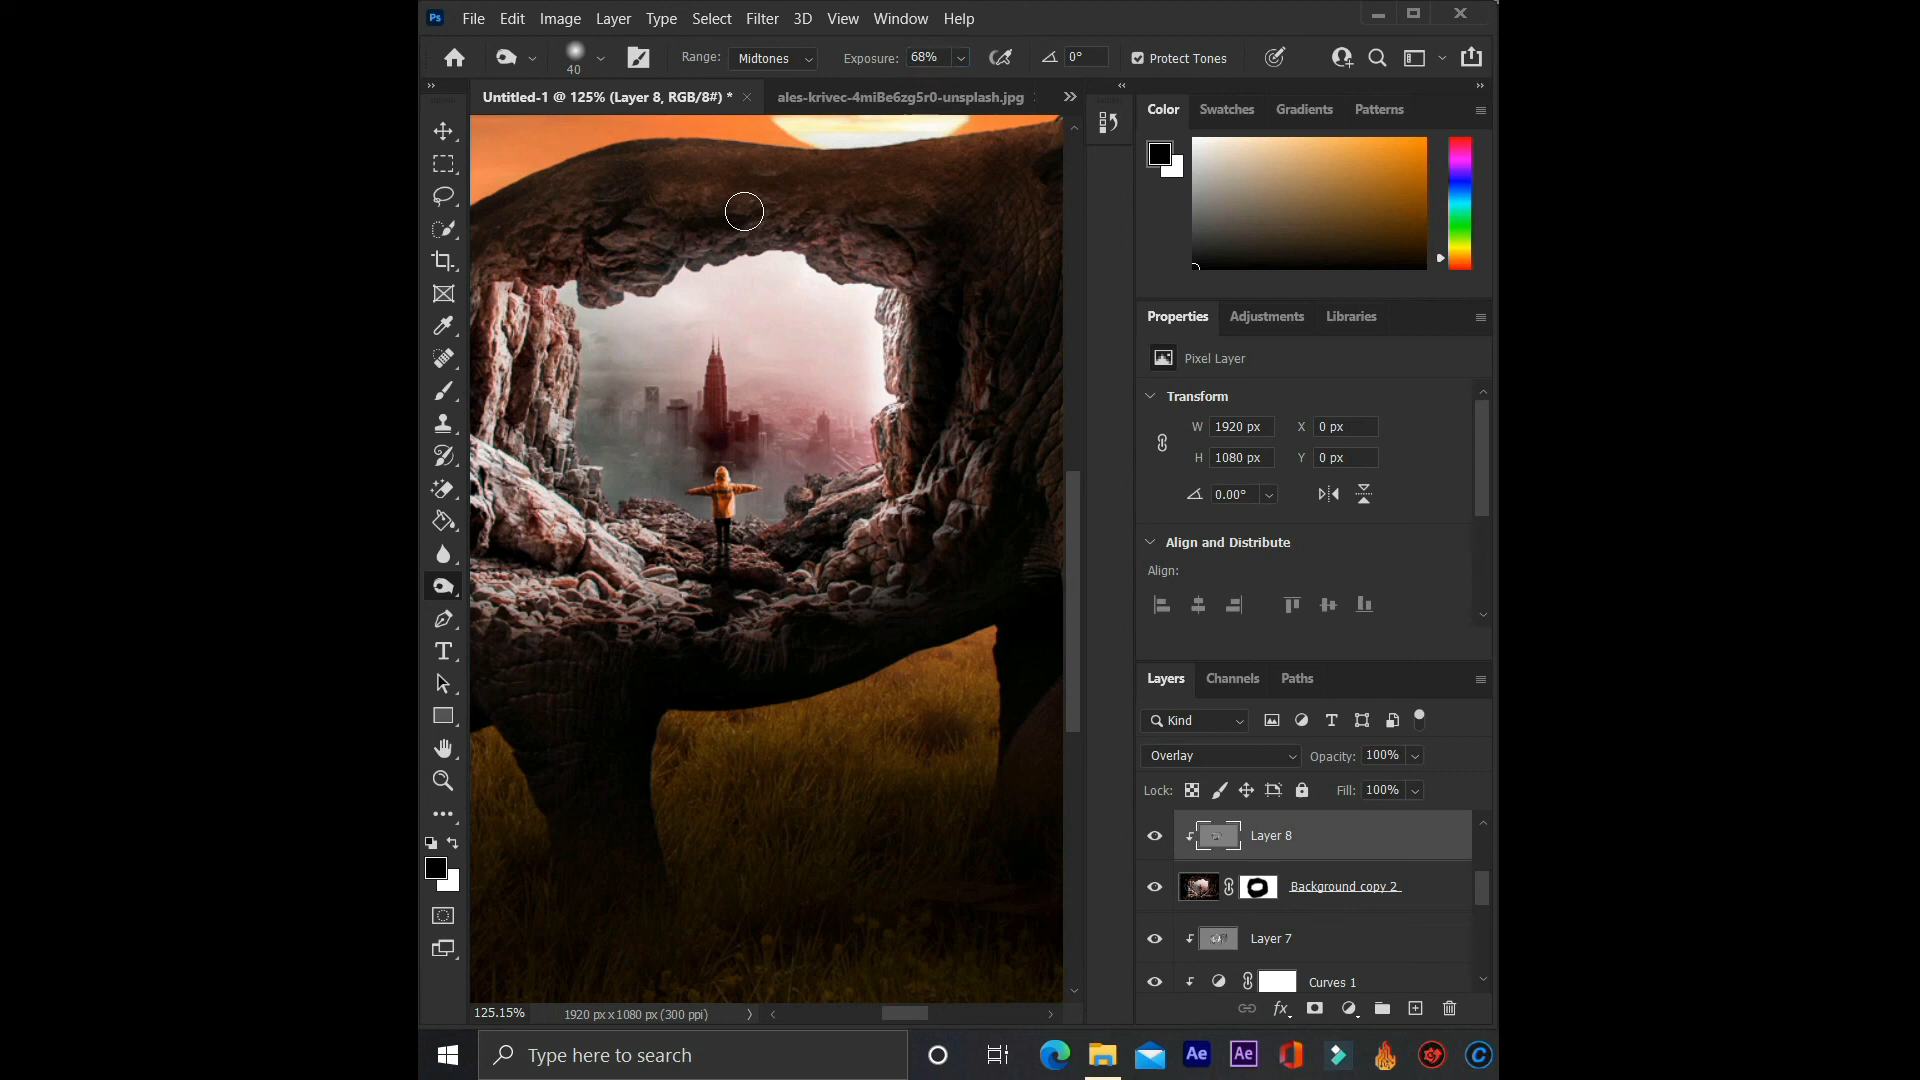 Ps File Edit Image Layer Type Select Filter 3D View Window Help
40 Range: Midtones Exposure: 68% 0° Protect Tones
Untitled-1 @ 125% (Layer 8, RGB/8#) * ales-krivec-4miBe6zg5r0-unsplash.jpg
Color Swatches Gradients Patterns
Properties Adjustments Libraries
Pixel Layer
Transform
W 1920 px X 0 px
H 1080 px Y 0 px
0.00°
Align and Distribute
Align:
Layers Channels Paths
Kind
Overlay Opacity: 100%
Lock: Fill: 100%
Layer 8
Background copy 2
Layer 7
Curves 1
fx
125.15% 1920 px x 1080 px (300 ppi)
Type here to search
Ae Ae